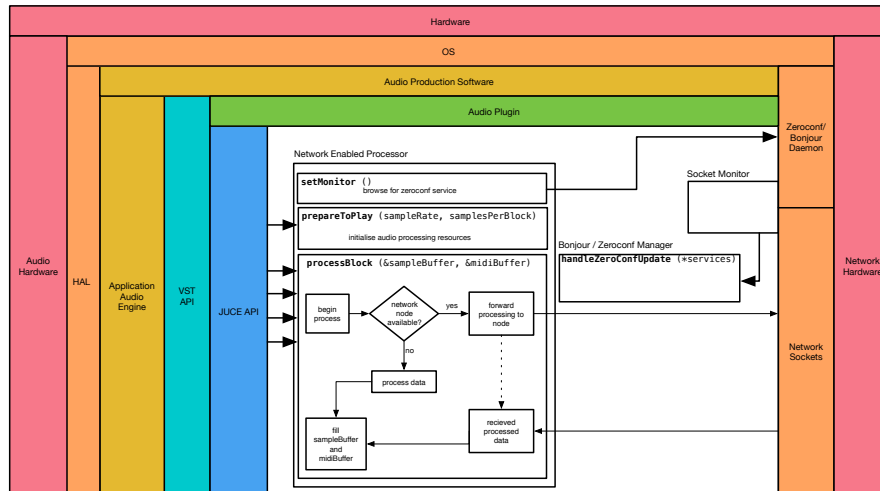 Hardware
OS
Audio Production Software
Audio Plugin
Audio
Hardware
HAL
Application
Audio
Engine
VST
API
JUCE API
Network Enabled Processor
setMonitor ()
browse for zeroconf service
prepareToPlay (sampleRate, samplesPerBlock)
initialise audio processing resources
processBlock (&sampleBuffer, &midiBuffer)
begin
process
network
node
available?
yes
forward
processing to
node
no
process data
fill
sampleBuffer
and
midiBuffer
recieved
processed
data
Socket Monitor
Bonjour / Zeroconf Manager
handleZeroConfUpdate (*services)
Zeroconf/
Bonjour
Daemon
Network
Sockets
Network
Hardware